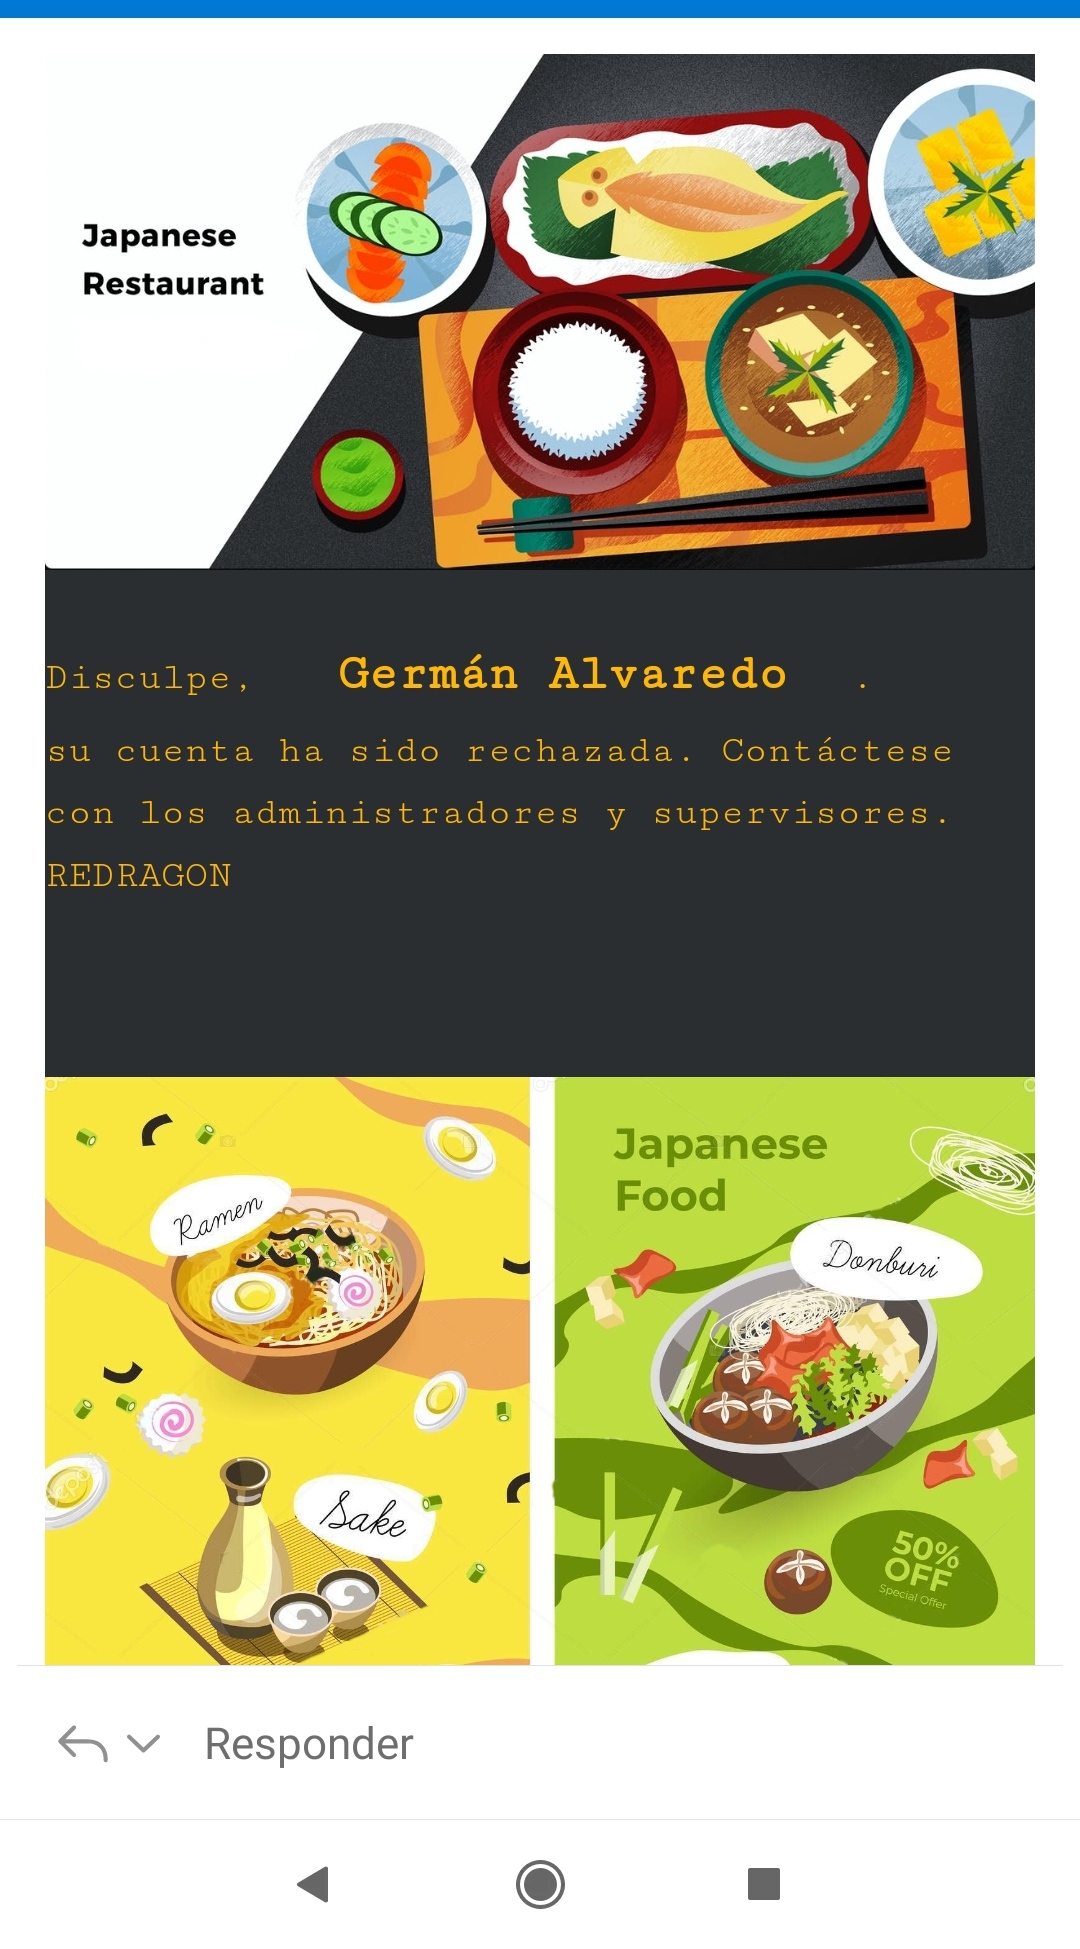 Japanese
Restaurant
Disculpe, Germán Alvaredo .
su cuenta ha sido rechazada. Contáctese
con los administradores y supervisores.
REDRAGON
Ramen
Sake
Japanese
Food
Donburi
50%
OFF
Special Offer
Responder